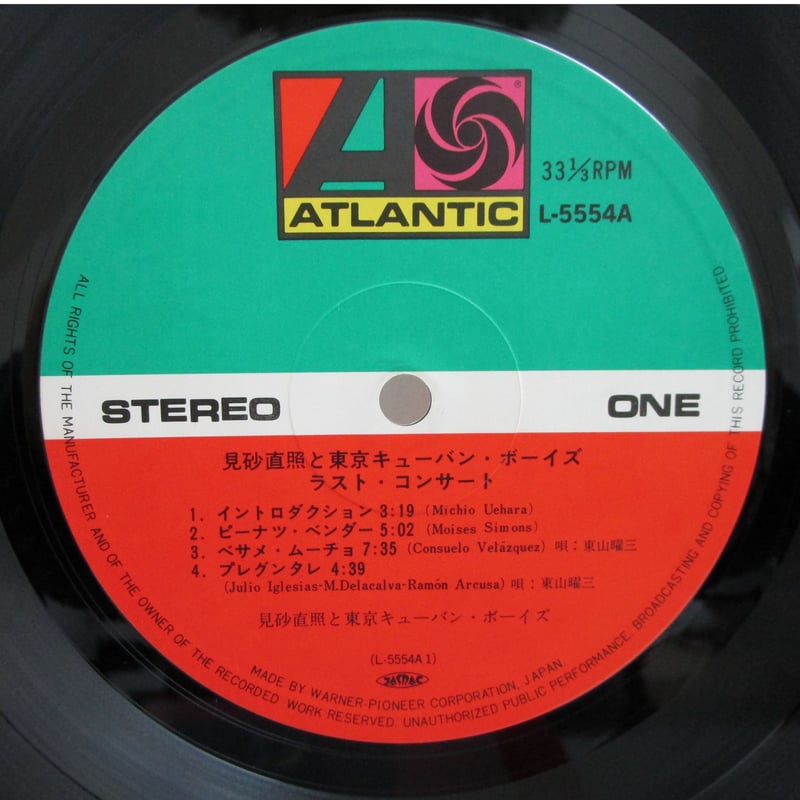 33⅓RPM
ATLANTIC
®
L-5554A
STEREO
ONE
見砂直照と東京キューバン・ボーイズ
ラスト・コンサート
1. イントロダクション 3:19 (Michio Uehara)
2. ピーナツ・ベンダー 5:02 (Moises Simons)
3. ベサメ・ムーチョ 7:35 (Consuelo Velázquez) 唄：東山曜三
4. プレグンタレ 4:39
(Julio Iglesias-M.Delacalva-Ramón Arcusa) 唄：東山曜三
見砂直照と東京キューバン・ボーイズ
(L-5554A1)
JASRAC
MADE BY WARNER-PIONEER CORPORATION, JAPAN.
ALL RIGHTS OF THE MANUFACTURER AND OF THE OWNER OF THE RECORDED WORK RESERVED. UNAUTHORIZED PUBLIC PERFORMANCE, BROADCASTING AND COPYING OF THIS RECORD PROHIBITED